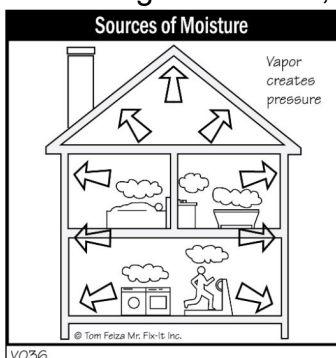 Sources of Moisture
Vapor
creates
pressure
© Tom Feiza Mr. Fix-It Inc.
V036